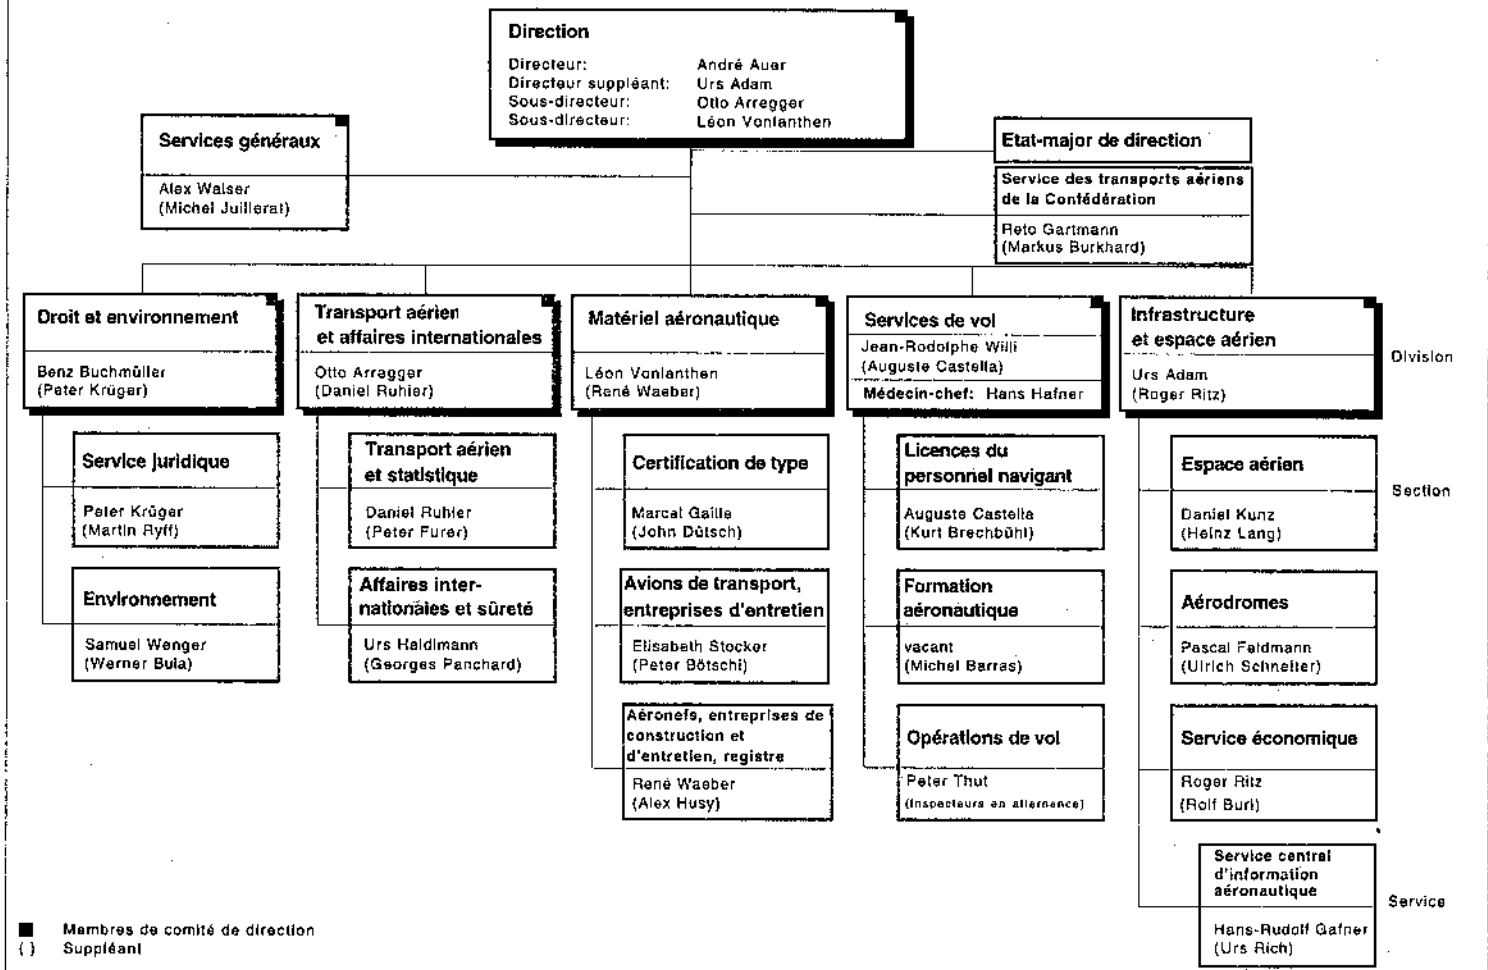 Direction
Directeur: André Auer
Directeur suppléant: Urs Adam
Sous-directeur: Otto Arregger
Sous-directeur: Léon Vonlanthen
Services généraux
Alex Walser
(Michel Juillerat)
Etat-major de direction
Service des transports aériens
de la Confédération
Reto Gartmann
(Markus Burkhard)
Droit et environnement
Benz Buchmüller
(Peter Krüger)
Transport aérien
et affaires internationales
Otto Arregger
(Daniel Ruhier)
Matériel aéronautique
Léon Vonlanthen
(René Waeber)
Services de vol
Jean-Rodolphe Willi
(Auguste Castella)
Médecin-chef: Hans Hafner
Infrastructure
et espace aérien
Urs Adam
(Roger Ritz)
Division
Service juridique
Peter Krüger
(Martin Ryff)
Transport aérien
et statistique
Daniel Ruhier
(Peter Furer)
Certification de type
Marcel Gaille
(John Dütsch)
Licences du
personnel navigant
Auguste Castella
(Kurt Brechbühl)
Espace aérien
Daniel Kunz
(Heinz Lang)
Section
Environnement
Samuel Wenger
(Werner Bula)
Affaires inter-
nationales et sûreté
Urs Haldimann
(Georges Panchard)
Avions de transport,
entreprises d'entretien
Elisabeth Stocker
(Peter Bötschi)
Formation
aéronautique
vacant
(Michel Barras)
Aérodromes
Pascal Feldmann
(Ulrich Schneiter)
Aéronefs, entreprises de
construction et
d'entretien, registre
René Waeber
(Alex Husy)
Opérations de vol
Peter Thut
(Inspecteurs en alternance)
Service économique
Roger Ritz
(Rolf Buri)
Service central
d'information
aéronautique
Hans-Rudolf Gafner
(Urs Rich)
Service
■ Membres de comité de direction
( ) Suppléant